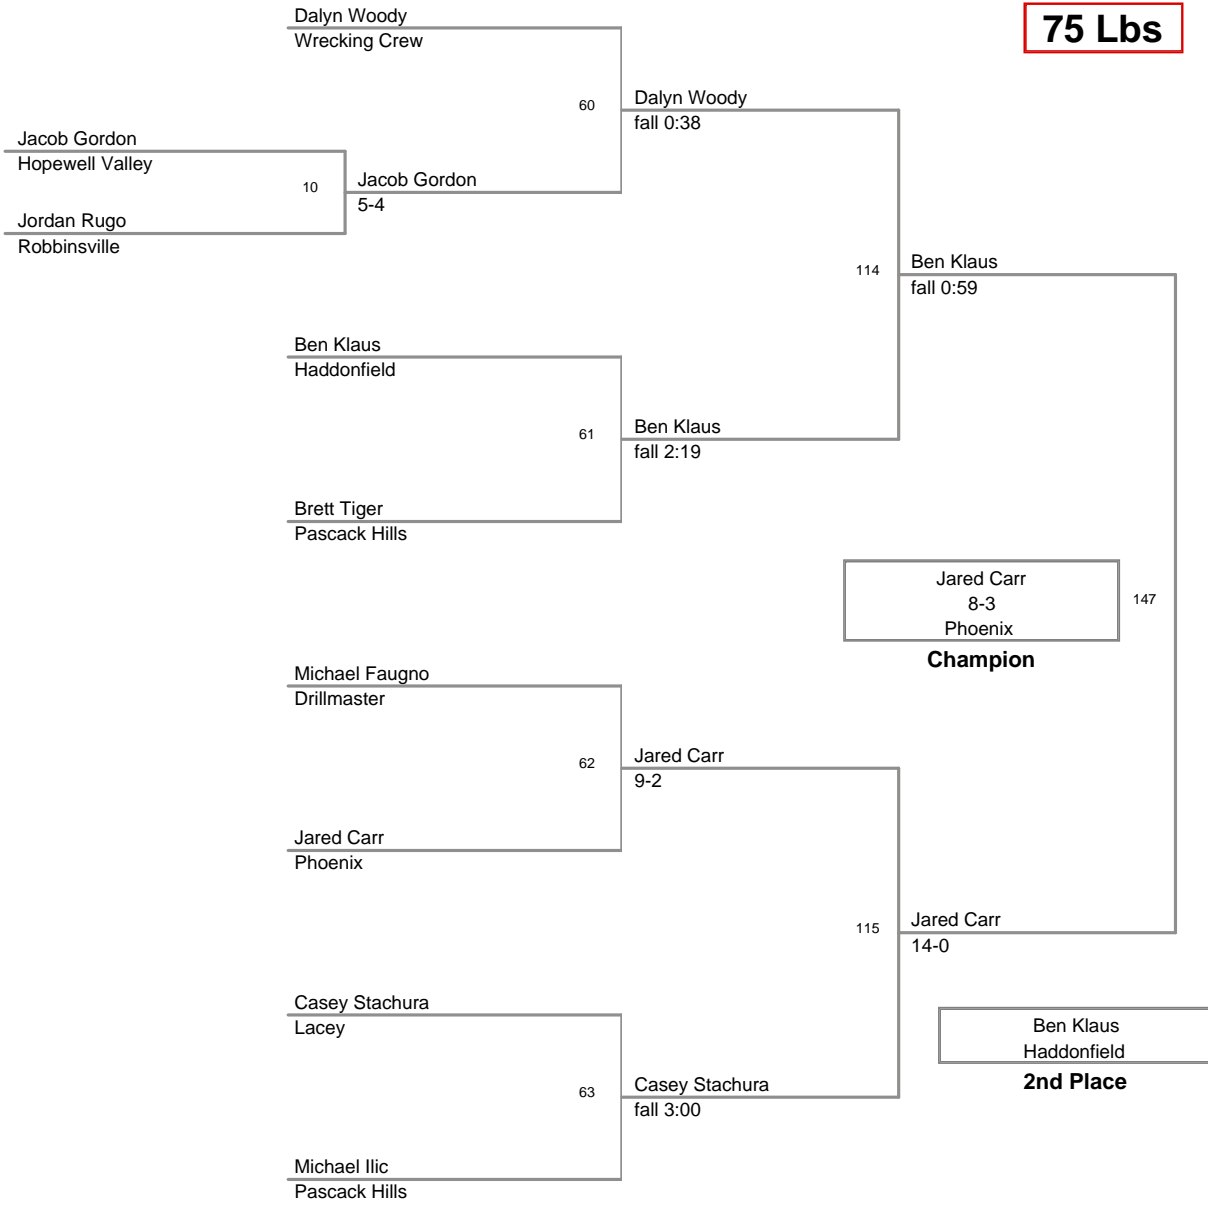 Dalyn Woody
Wrecking Crew
75 Lbs
60
Dalyn Woody
fall 0:38
Jacob Gordon
Hopewell Valley
10
Jacob Gordon
5-4
Jordan Rugo
Robbinsville
114
Ben Klaus
fall 0:59
Ben Klaus
Haddonfield
61
Ben Klaus
fall 2:19
Brett Tiger
Pascack Hills
Jared Carr
8-3
Phoenix
147
Champion
Michael Faugno
Drillmaster
62
Jared Carr
9-2
Jared Carr
Phoenix
115
Jared Carr
14-0
Casey Stachura
Lacey
Ben Klaus
Haddonfield
2nd Place
63
Casey Stachura
fall 3:00
Michael Ilic
Pascack Hills